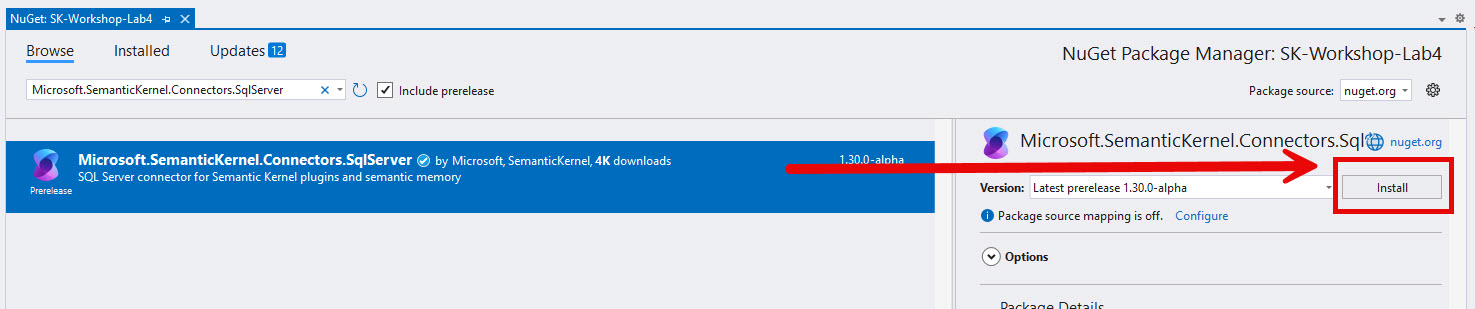 NuGet: SK-Workshop-Lab4
Browse Installed Updates 12
NuGet Package Manager: SK-Workshop-Lab4
Microsoft.SemanticKernel.Connectors.SqlServer Include prerelease
Package source: nuget.org
Microsoft.SemanticKernel.Connectors.SqlServer by Microsoft, SemanticKernel, 4K downloads 1.30.0-alpha
SQL Server connector for Semantic Kernel plugins and semantic memory
Prerelease
Microsoft.SemanticKernel.Connectors.Sql nuget.org
Version: Latest prerelease 1.30.0-alpha Install
Package source mapping is off. Configure
Options
Package Details